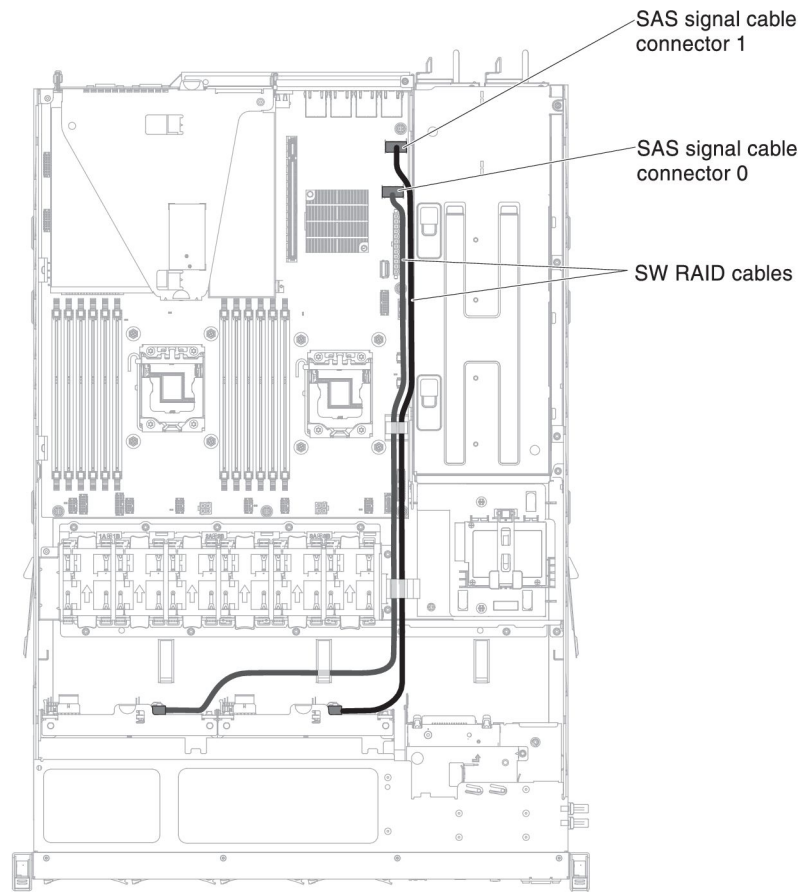 SAS signal cable
connector 1
SAS signal cable
connector 0
SW RAID cables